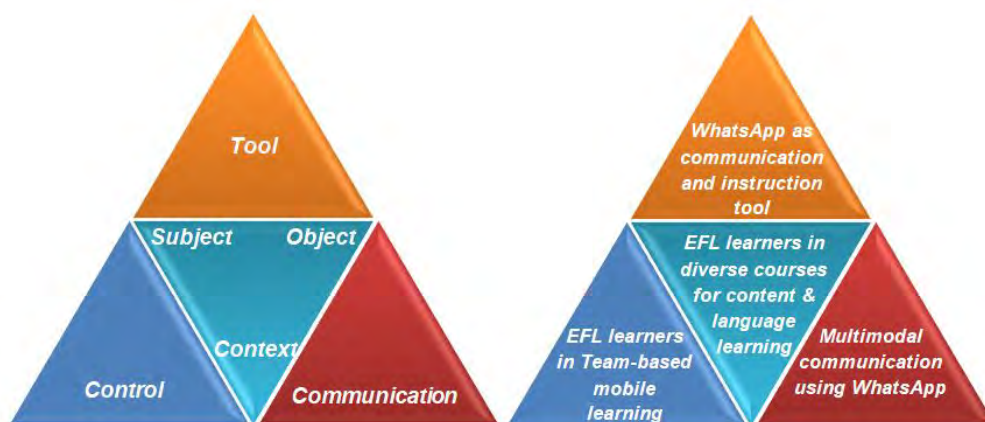 Tool
Subject Object
Context
Control
Communication
WhatsApp as
communication
and instruction
tool
EFL learners in
diverse courses
for content &
language
learning
EFL learners
in Team-based
mobile
learning
Multimodal
communication
using WhatsApp